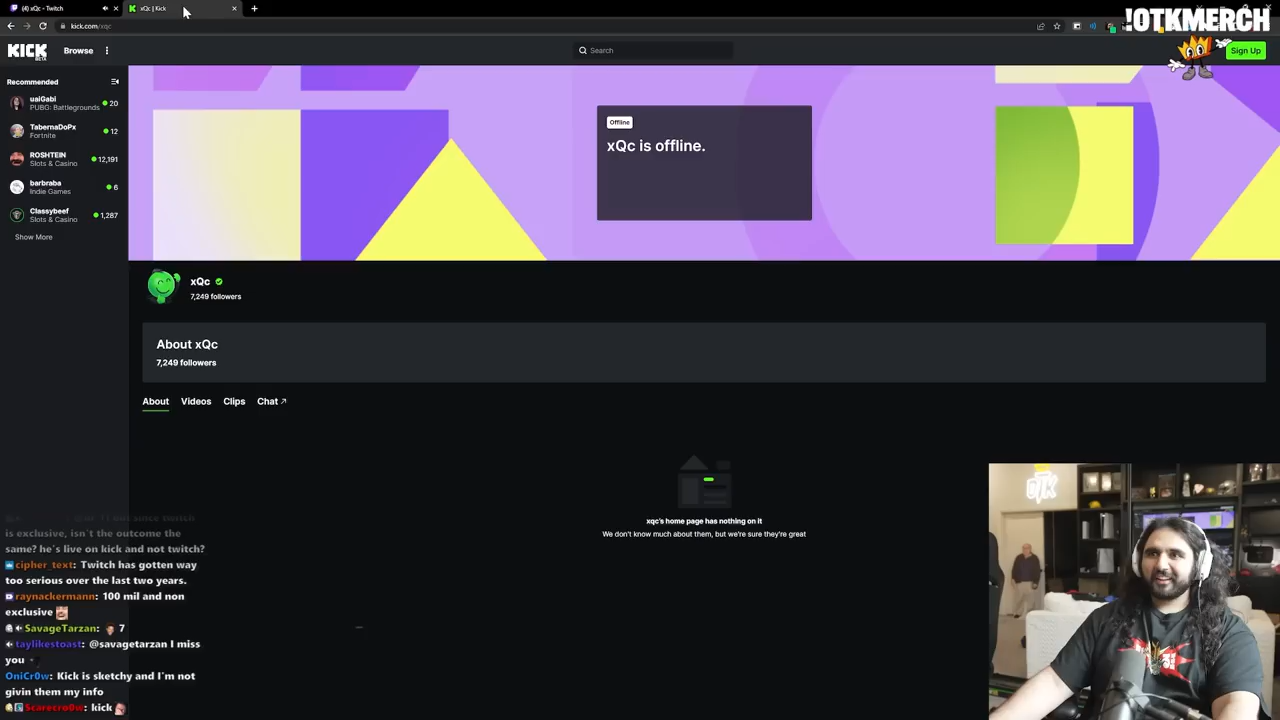 (4) xQc - Twitch
xQc | Kick
kick.com/xqc
!OTKMERCH
KICK
BETA
Browse
Search
Sign Up
Recommended
uaiGabi
PUBG: Battlegrounds
20
TabernaDoPx
Fortnite
12
ROSHTEIN
Slots & Casino
12,191
barbraba
Indie Games
6
Classybeef
Slots & Casino
1,287
Show More
Offline
xQc is offline.
xQc
7,249 followers
About xQc
7,249 followers
About
Videos
Clips
Chat
xqc's home page has nothing on it
We don't know much about them, but we're sure they're great
since twitch
is exclusive, isn't the outcome the
same? he's live on kick and not twitch?
cipher_text: Twitch has gotten way
too serious over the last two years.
raynackermann: 100 mil and non
exclusive
SavageTarzan: 7
taylikestoast: @savagetarzan I miss
you
OniCr0w: Kick is sketchy and I'm not
givin them my info
Scarecro0w: kick